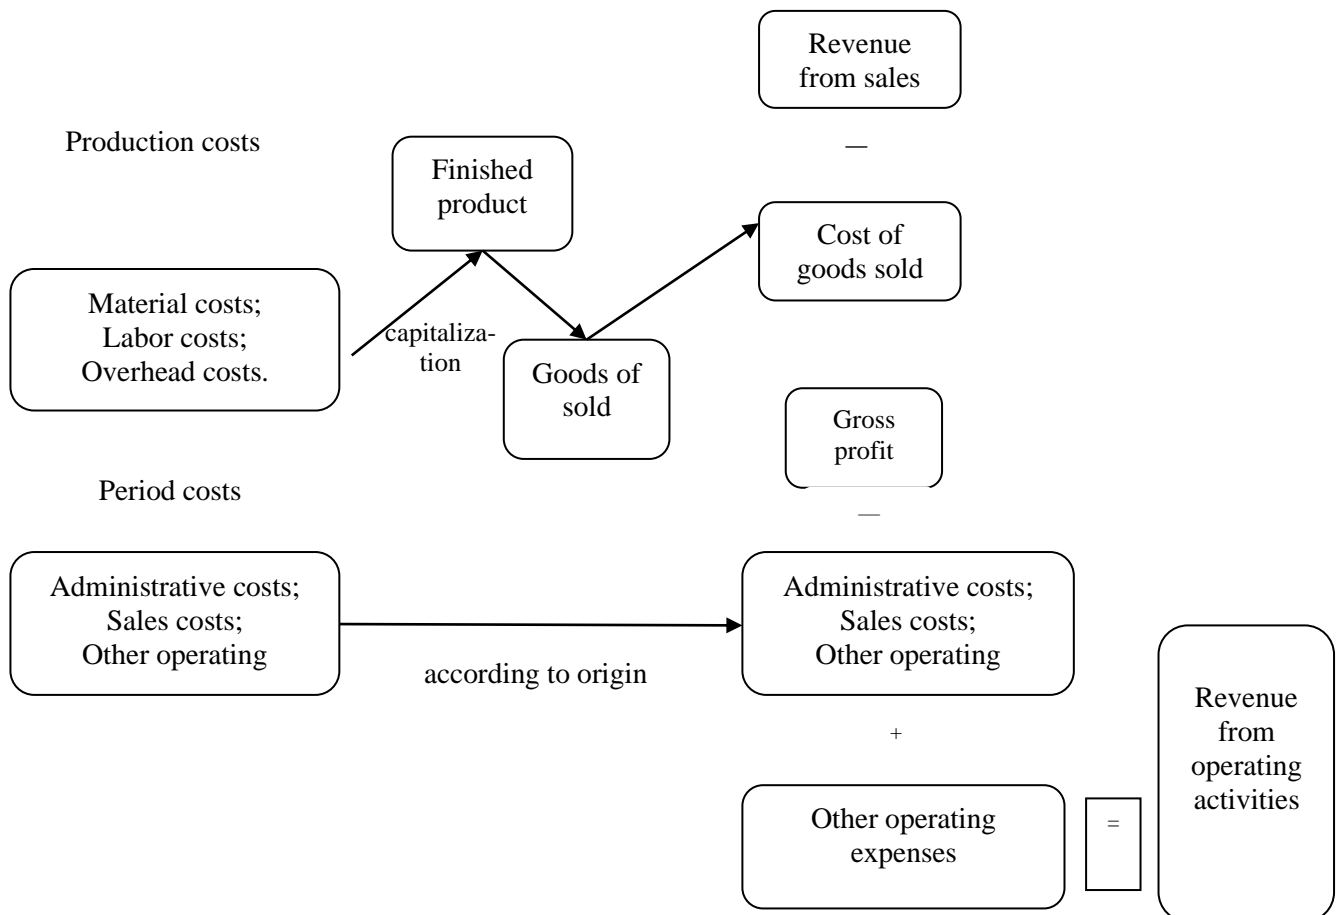 Revenue
from sales
Production costs
—
Finished
product
Cost of
goods sold
Material costs;
Labor costs;
Overhead costs.
capitaliza-
tion
Goods of
sold
Gross
profit
Period costs
—
Administrative costs;
Sales costs;
Other operating
according to origin
Administrative costs;
Sales costs;
Other operating
+
Other operating
expenses
=
Revenue
from
operating
activities